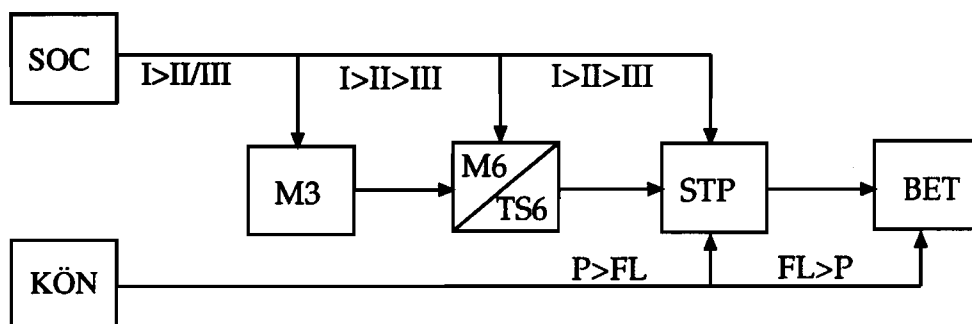 SOC
I>II/III
I>II>III
I>II>III
M3
M6
TS6
STP
BET
KÖN
P>FL
FL>P